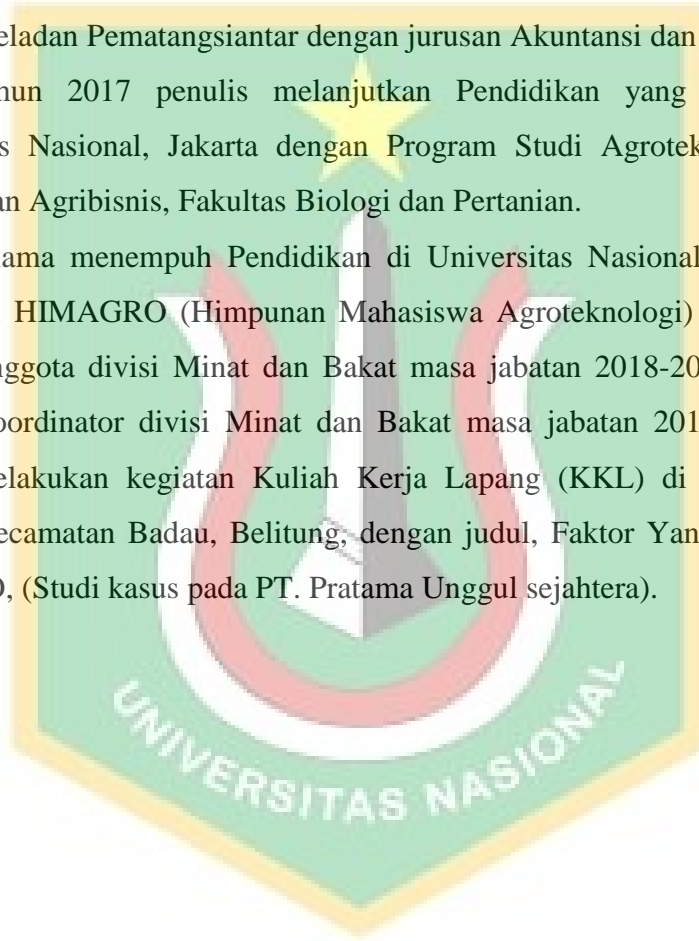 eladan Pematangsiantar dengan jurusan Akuntansi dan
hun 2017 penulis melanjutkan Pendidikan yang
s Nasional, Jakarta dengan Program Studi Agrotek
an Agribisnis, Fakultas Biologi dan Pertanian.
lama menempuh Pendidikan di Universitas Nasional
HIMAGRO (Himpunan Mahasiswa Agroteknologi)
nggota divisi Minat dan Bakat masa jabatan 2018-20
oordinator divisi Minat dan Bakat masa jabatan 201
elakukan kegiatan Kuliah Kerja Lapang (KKL) di
ecamatan Badau, Belitung, dengan judul, Faktor Yan
O, (Studi kasus pada PT. Pratama Unggul sejahtera).
UNIVERSITAS NASIONAL